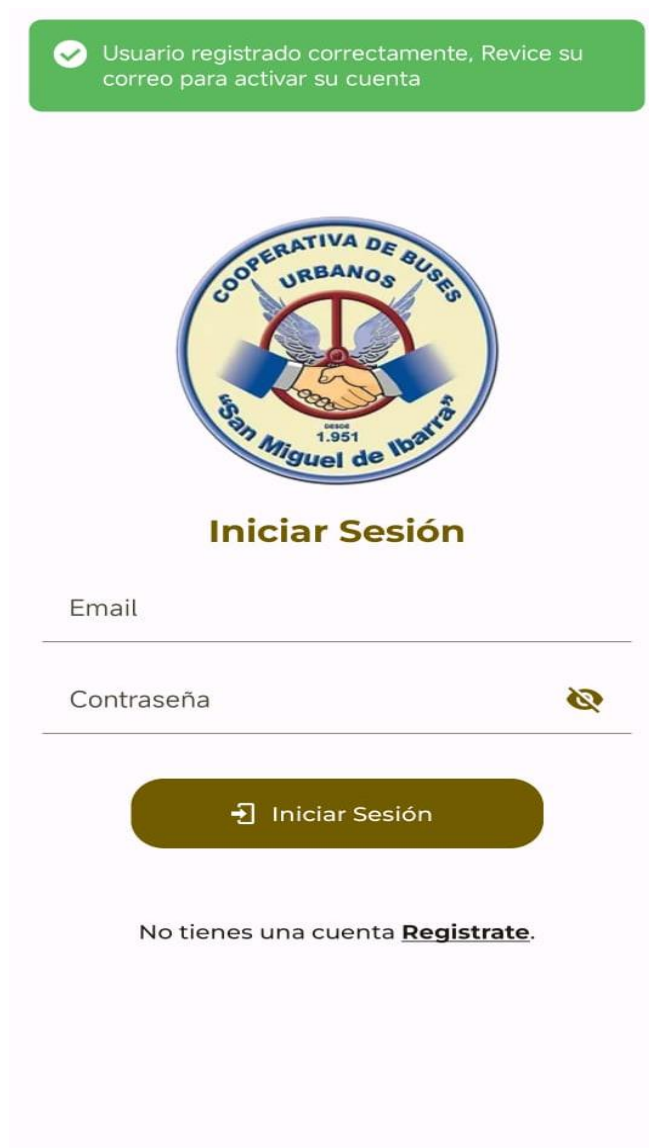 Usuario registrado correctamente, Revice su
correo para activar su cuenta
COOPERATIVA DE BUSES
URBANOS
DESDE
1.951
"San Miguel de Ibarra"
Iniciar Sesión
Email
Contraseña
Iniciar Sesión
No tienes una cuenta Registrate.